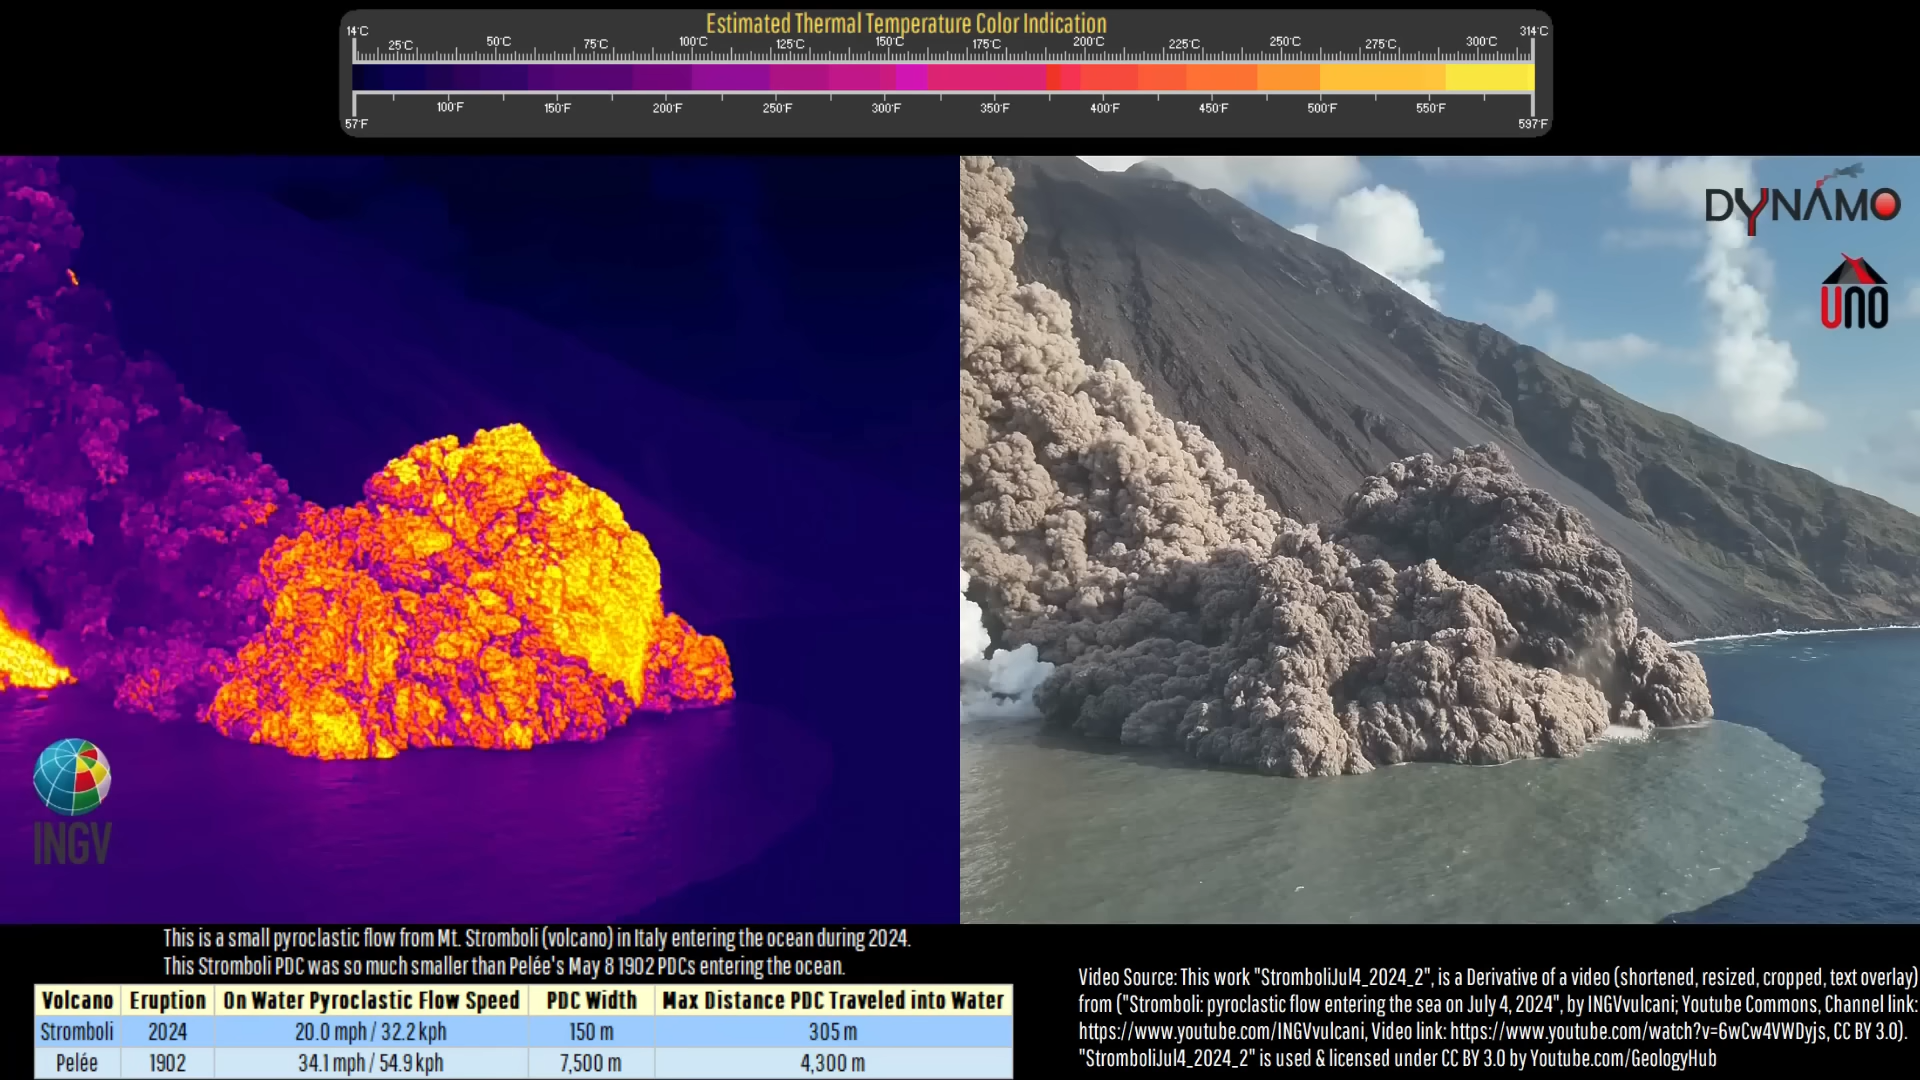 Estimated Thermal Temperature Color Indication
14°C 25°C 50°C 75°C 100°C 125°C 150°C 175°C 200°C 225°C 250°C 275°C 300°C 314°C
57°F 100°F 150°F 200°F 250°F 300°F 350°F 400°F 450°F 500°F 550°F 597°F
DYNAMO
UNO
INGV
This is a small pyroclastic flow from Mt. Stromboli (volcano) in Italy entering the ocean during 2024.
This Stromboli PDC was so much smaller than Pelée's May 8 1902 PDCs entering the ocean.
Volcano Eruption On Water Pyroclastic Flow Speed PDC Width Max Distance PDC Traveled into Water
Stromboli 2024 20.0 mph / 32.2 kph 150 m 305 m
Pelée 1902 34.1 mph / 54.9 kph 7,500 m 4,300 m
Video Source: This work "StromboliJul4_2024_2", is a Derivative of a video (shortened, resized, cropped, text overlay)
from ("Stromboli: pyroclastic flow entering the sea on July 4, 2024", by INGVvulcani; Youtube Commons, Channel link:
https://www.youtube.com/INGVvulcani, Video link: https://www.youtube.com/watch?v=6wCw4VWDyjs, CC BY 3.0).
"StromboliJul4_2024_2" is used & licensed under CC BY 3.0 by Youtube.com/GeologyHub